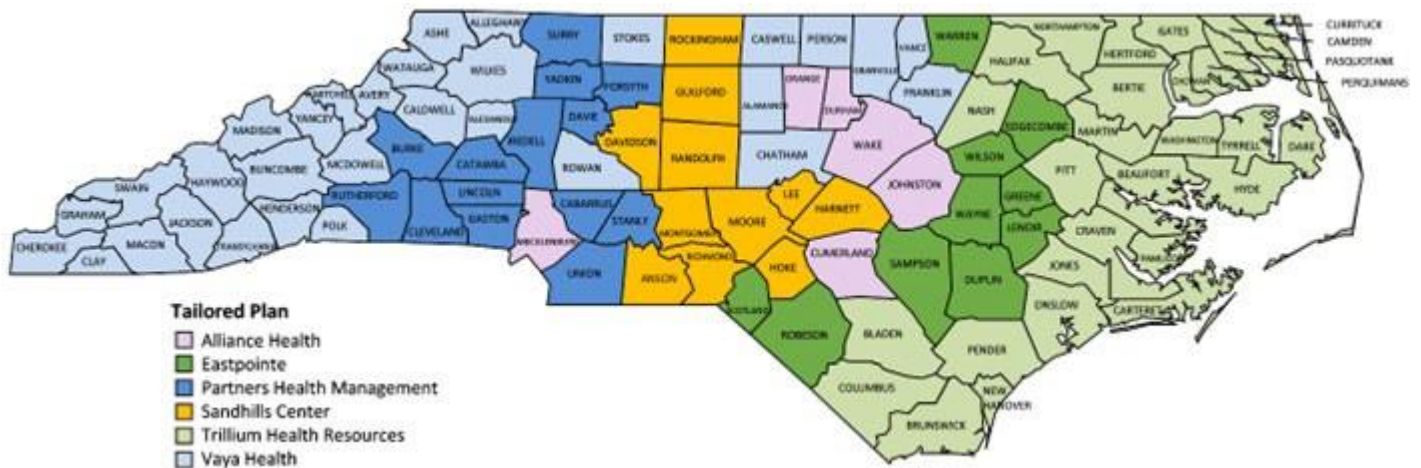 ALLEGHANY
CURRITUCK
ASHE
SURRY
STOKES
ROCKINGHAM
CASWELL
PERSON
VANCE
WARREN
NORTHAMPTON
GATES
CAMDEN
HERTFORD
PASQUOTANK
WATAUGA
WILKES
YADKIN
FORSYTH
GRANVILLE
HALIFAX
PERQUIMANS
MITCHELL
AVERY
GUILFORD
ORANGE
FRANKLIN
BERTIE
CHOWAN
CALDWELL
ALAMANCE
DURHAM
NASH
YANCEY
ALEXANDER
DAVIE
EDGECOMBE
MADISON
IREDELL
DAVIDSON
WAKE
MARTIN
WASHINGTON
TYRRELL
DARE
BURKE
RANDOLPH
CHATHAM
WILSON
MCDOWELL
CATAWBA
ROWAN
PITT
BEAUFORT
BUNCOMBE
SWAIN
HAYWOOD
JOHNSTON
HYDE
RUTHERFORD
LINCOLN
LEE
GREENE
HENDERSON
CABARRUS
MOORE
HARNETT
WAYNE
GRAHAM
JACKSON
POLK
CLEVELAND
GASTON
STANLY
LENOIR
CRAVEN
MONTGOMERY
CHEROKEE
MACON
TRANSYLVANIA
MECKLENBURG
CUMBERLAND
SAMPSON
PAMLICO
CLAY
RICHMOND
HOKE
JONES
UNION
ANSON
DUPLIN
SCOTLAND
ONSLOW
CARTERET
ROBESON
BLADEN
PENDER
COLUMBUS
NEW
HANOVER
BRUNSWICK
Tailored Plan
Alliance Health
Eastpointe
Partners Health Management
Sandhills Center
Trillium Health Resources
Vaya Health